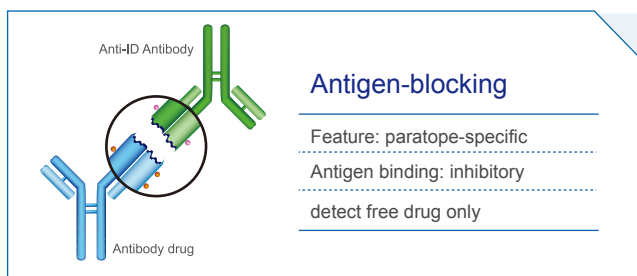 Anti-ID Antibody
Antibody drug
Antigen-blocking
Feature: paratope-specific
Antigen binding: inhibitory
detect free drug only